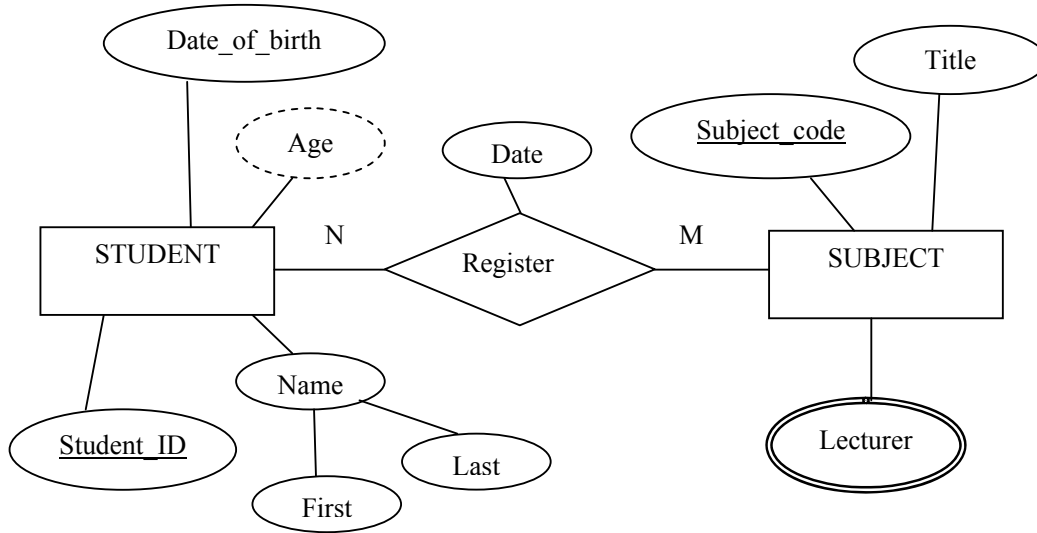 Date_of_birth
Title
Subject_code
Age
Date
N
M
STUDENT
Register
SUBJECT
Name
Student_ID
Last
Lecturer
First